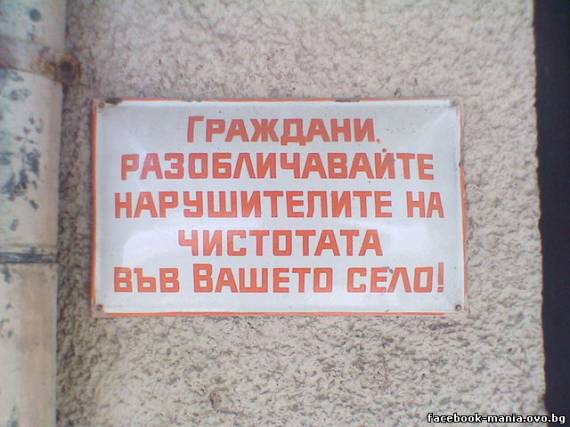 ГРАЖДАНИ,
РАЗОБЛИЧАВАЙТЕ
НАРУШИТЕЛИТЕ НА
ЧИСТОТАТА
ВЪВ ВАШЕТО СЕЛО!
facebook-mania.ovo.bg